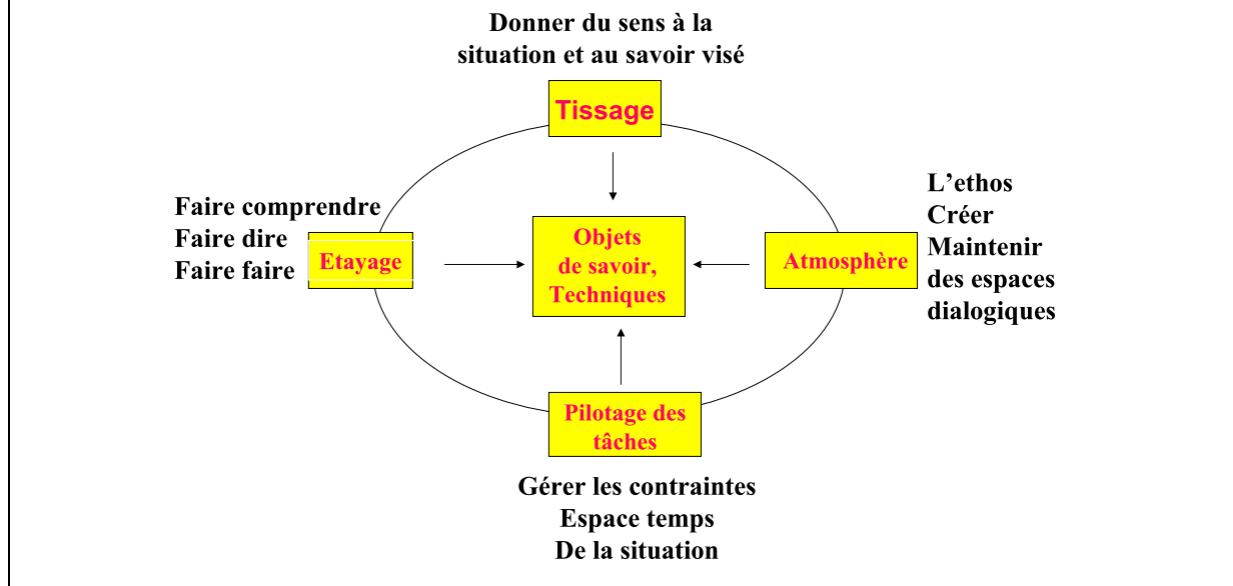 Donner du sens à la
situation et au savoir visé
Tissage
Faire comprendre
Faire dire
Faire faire
Etayage
Objets
de savoir,
Techniques
Atmosphère
L’ethos
Créer
Maintenir
des espaces
dialogiques
Pilotage des
tâches
Gérer les contraintes
Espace temps
De la situation